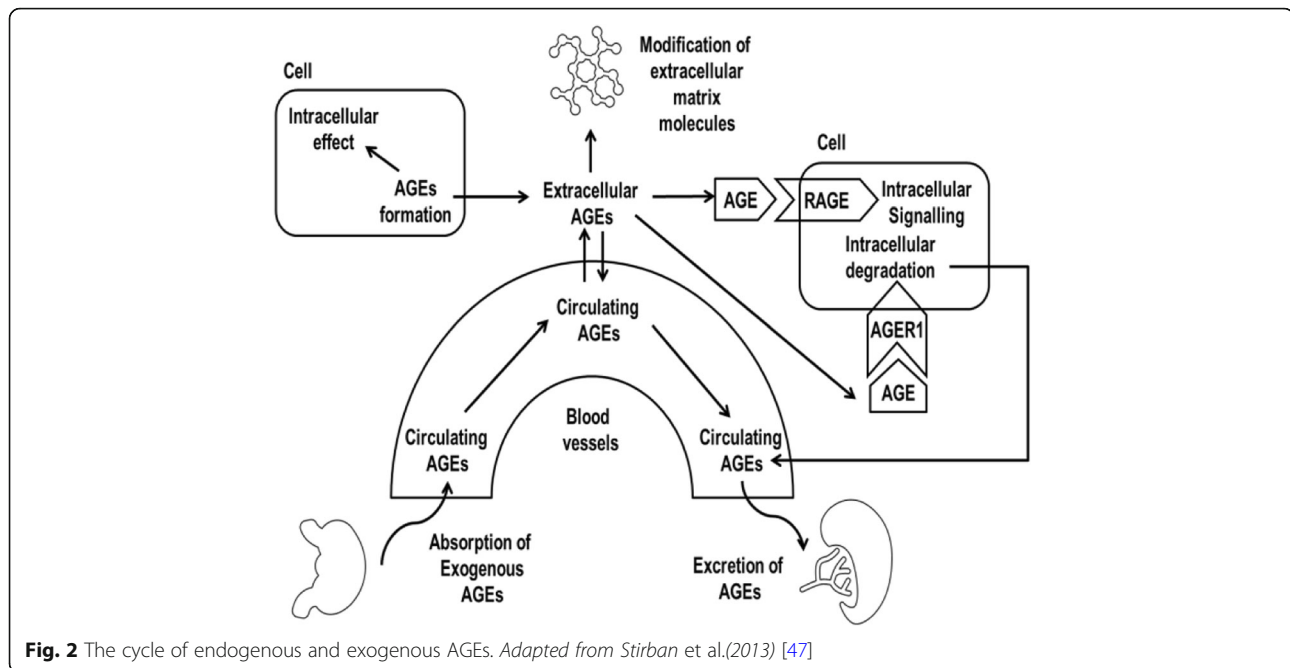 Cell
Intracellular
effect
AGEs
formation
Modification of
extracellular
matrix
molecules
Extracellular
AGEs
Cell
AGE
RAGE
Intracellular
Signalling
Intracellular
degradation
AGER1
AGE
Circulating
AGEs
Circulating
AGEs
Blood
vessels
Circulating
AGEs
Absorption of
Exogenous
AGEs
Excretion of
AGEs
Fig. 2 The cycle of endogenous and exogenous AGEs. Adapted from Stirban et al.(2013) [47]